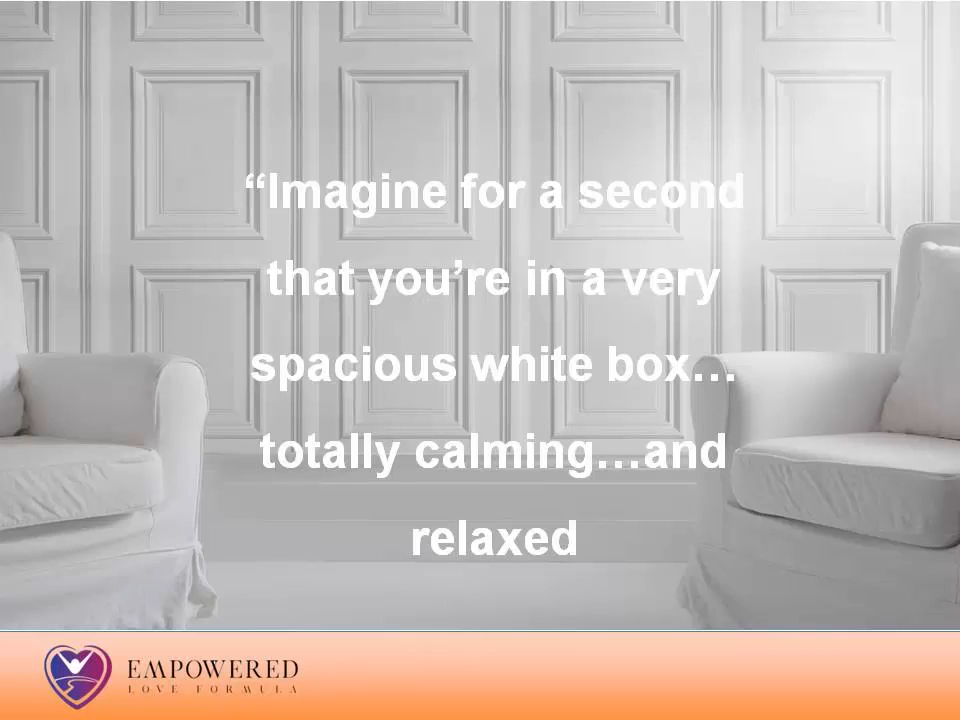 “Imagine for a second
that you’re in a very
spacious white box…
totally calming…and
relaxed
EMPOWERED
LOVE FORMULA